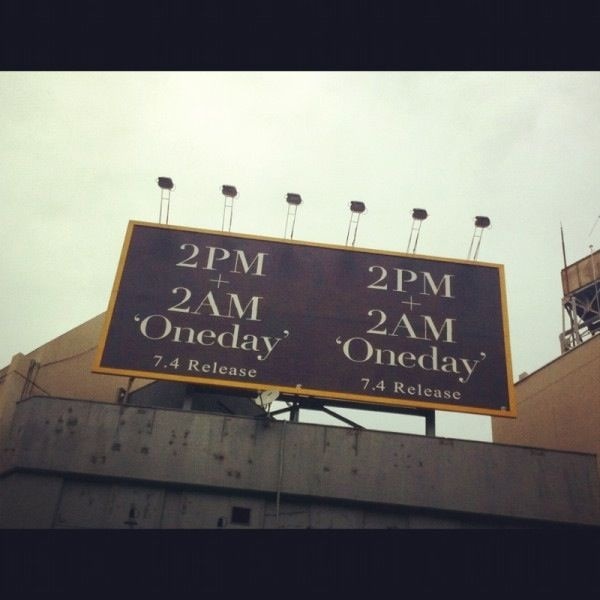 2PM
+
2AM
‘Oneday’
7.4 Release
2PM
+
2AM
‘Oneday’
7.4 Release